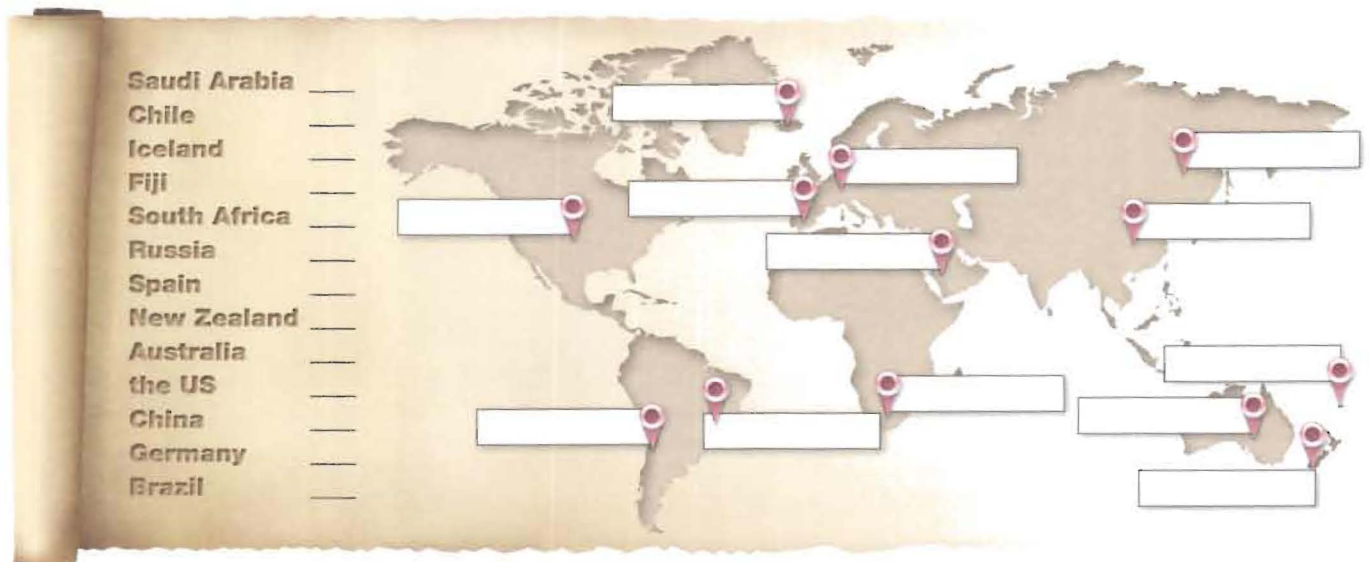 Saudi Arabia
Chile
Iceland
Fiji
South Africa
Russia
Spain
New Zealand
Australia
the US
China
Germany
Brazil